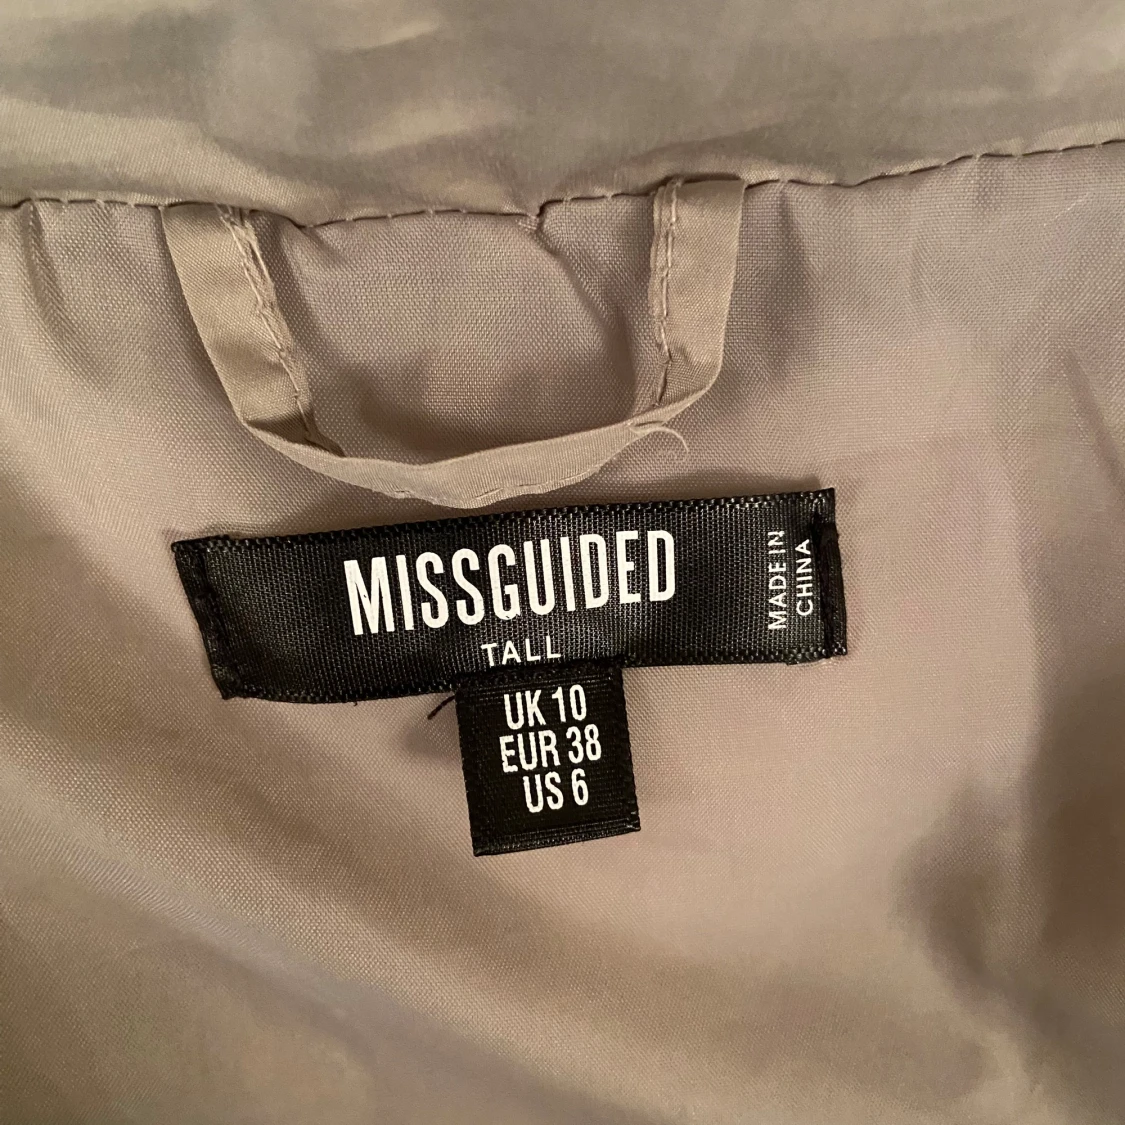 MISSGUIDED
TALL
MADE IN
CHINA
UK 10
EUR 38
US 6